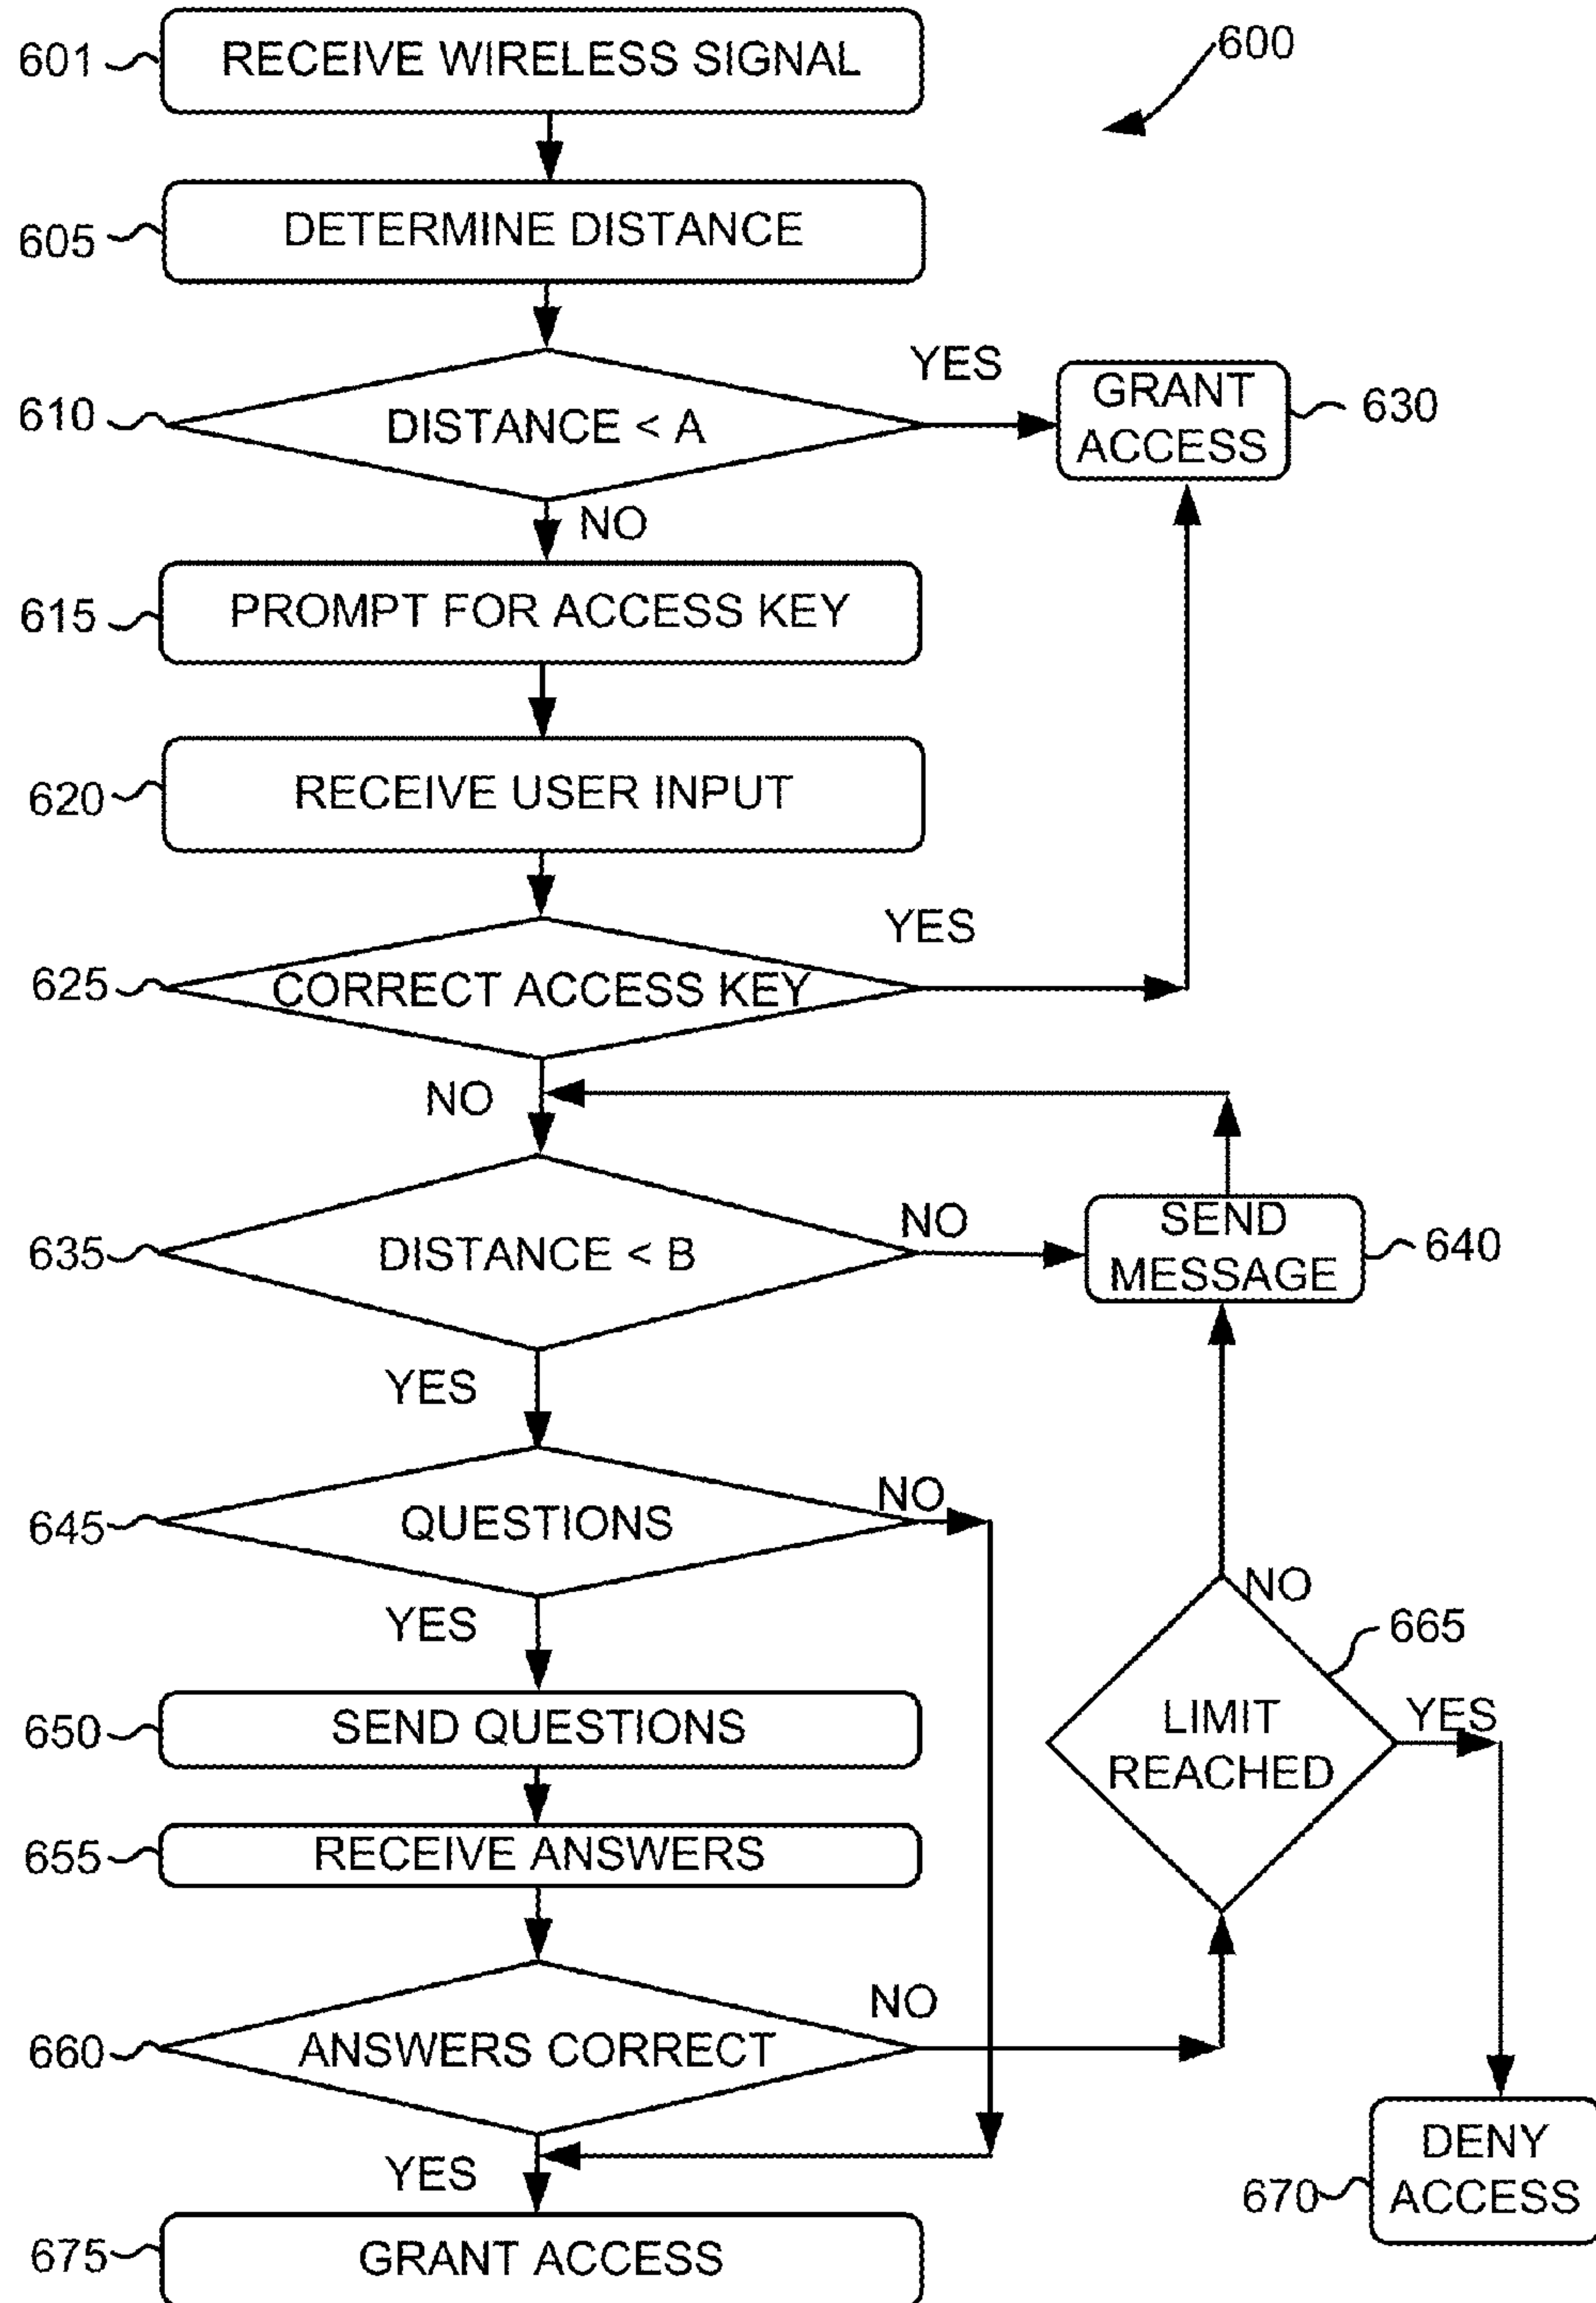 600
601
RECEIVE WIRELESS SIGNAL
605
DETERMINE DISTANCE
610
DISTANCE < A
YES
GRANT
ACCESS
630
NO
615
PROMPT FOR ACCESS KEY
620
RECEIVE USER INPUT
625
CORRECT ACCESS KEY
YES
NO
635
DISTANCE < B
NO
SEND
MESSAGE
640
YES
645
QUESTIONS
NO
YES
650
SEND QUESTIONS
655
RECEIVE ANSWERS
660
ANSWERS CORRECT
NO
NO
665
LIMIT
REACHED
YES
DENY
ACCESS
670
YES
675
GRANT ACCESS